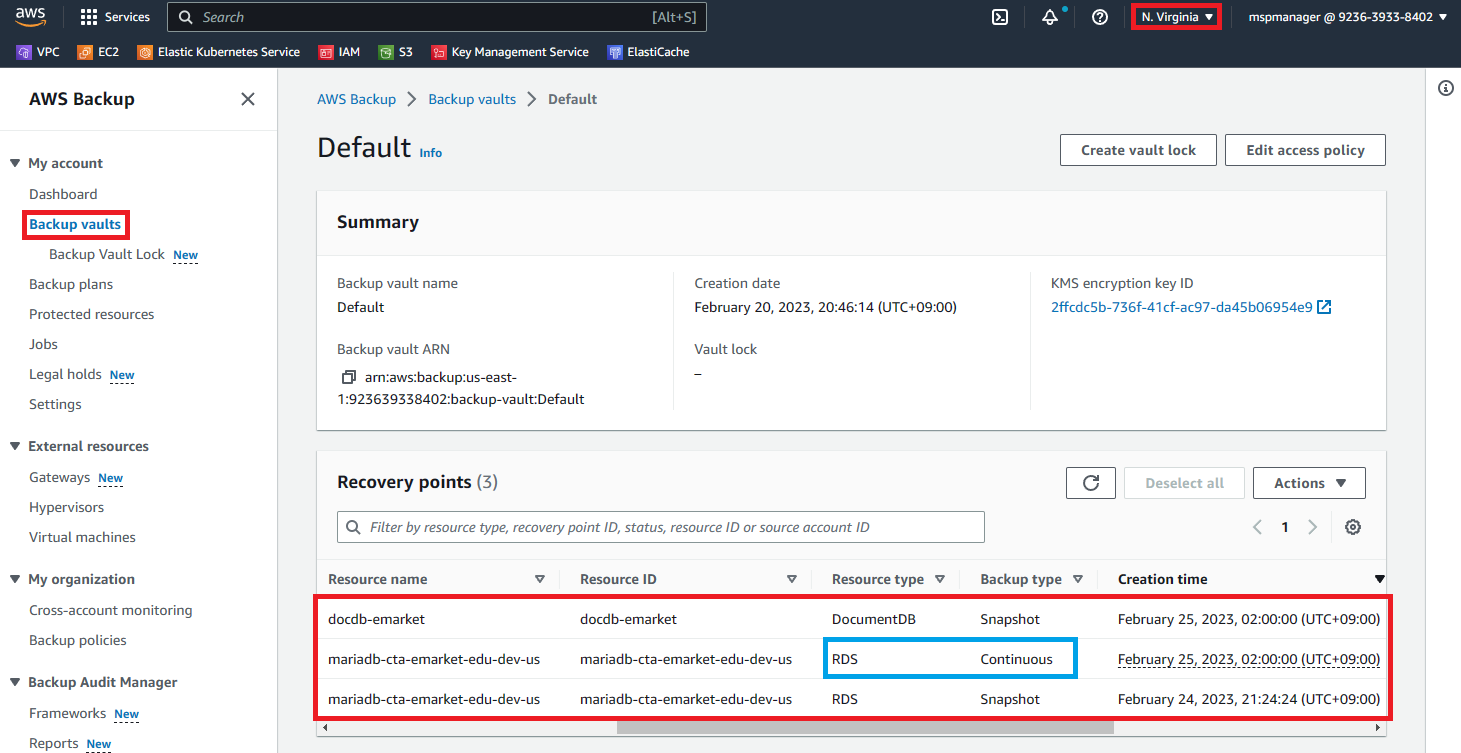 aws
Services
Search
[Alt+S]
N. Virginia
mspmanager @ 9236-3933-8402
VPC
EC2
Elastic Kubernetes Service
IAM
S3
Key Management Service
ElastiCache
AWS Backup
My account
Dashboard
Backup vaults
Backup Vault Lock New
Backup plans
Protected resources
Jobs
Legal holds New
Settings
External resources
Gateways New
Hypervisors
Virtual machines
My organization
Cross-account monitoring
Backup policies
Backup Audit Manager
Frameworks New
Reports New
AWS Backup > Backup vaults > Default
Default Info
Create vault lock
Edit access policy
Summary
Backup vault name
Default
Backup vault ARN
arn:aws:backup:us-east-
1:923639338402:backup-vault:Default
Creation date
February 20, 2023, 20:46:14 (UTC+09:00)
Vault lock
–
KMS encryption key ID
2ffcdc5b-736f-41cf-ac97-da45b06954e9
Recovery points (3)
Deselect all
Actions
Filter by resource type, recovery point ID, status, resource ID or source account ID
1
Resource name Resource ID Resource type Backup type Creation time
docdb-emarket docdb-emarket DocumentDB Snapshot February 25, 2023, 02:00:00 (UTC+09:00)
mariadb-cta-emarket-edu-dev-us mariadb-cta-emarket-edu-dev-us RDS Continuous February 25, 2023, 02:00:00 (UTC+09:00)
mariadb-cta-emarket-edu-dev-us mariadb-cta-emarket-edu-dev-us RDS Snapshot February 24, 2023, 21:24:24 (UTC+09:00)